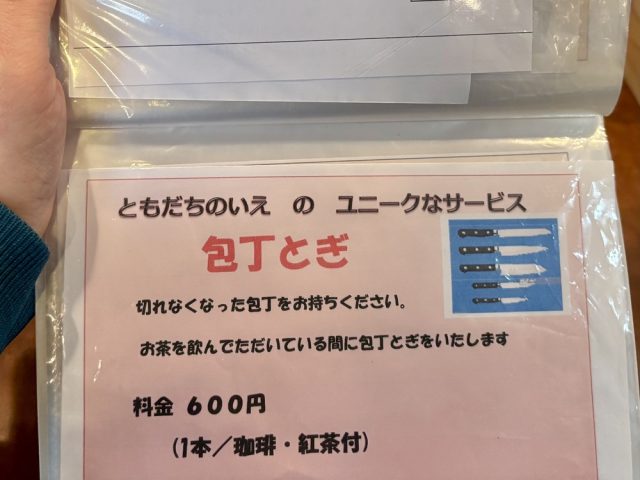 ともだちのいえ の ユニークなサービス
包丁とぎ
切れなくなった包丁をお持ちください。
お茶を飲んでただいている間に包丁とぎをいたします
料金 600円
（1本／珈琲・紅茶付）